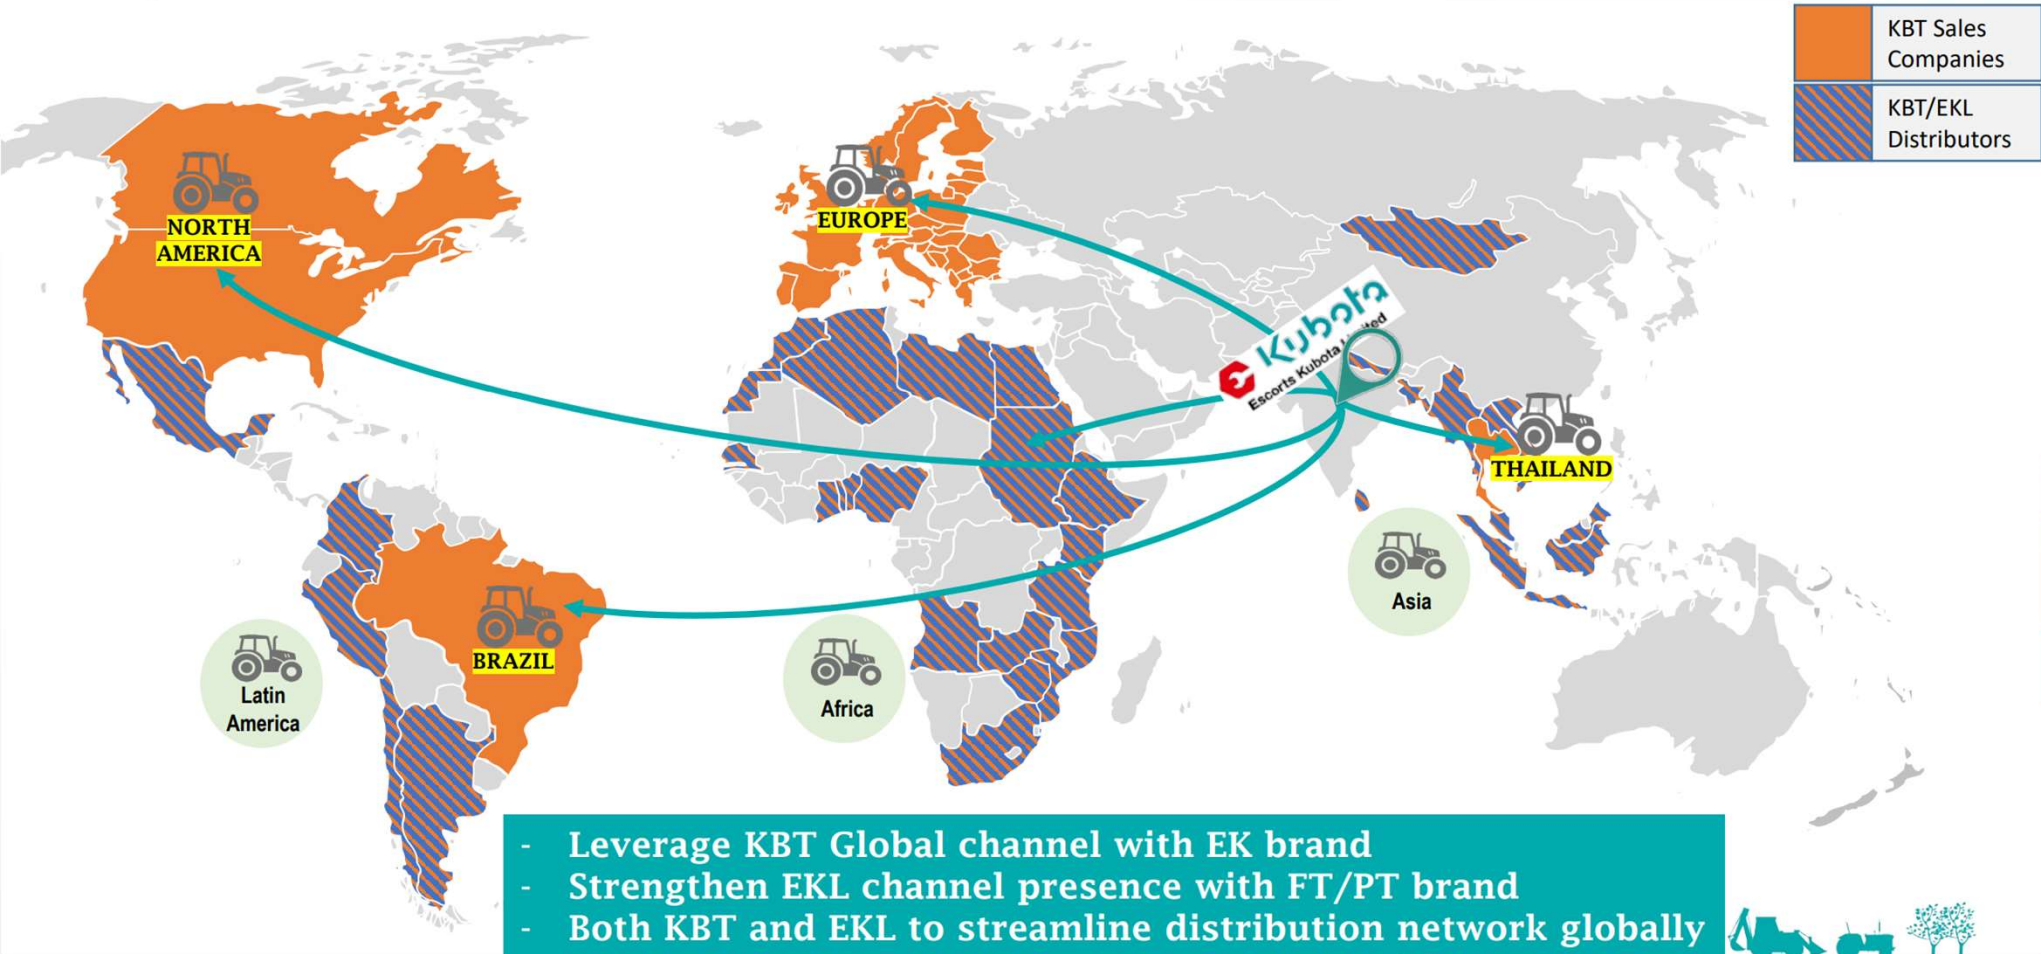 KBT Sales
Companies
KBT/EKL
Distributors
NORTH
AMERICA
EUROPE
Kubota
Escorts Kubota Limited
THAILAND
Asia
BRAZIL
Latin
America
Africa
- Leverage KBT Global channel with EK brand
- Strengthen EKL channel presence with FT/PT brand
- Both KBT and EKL to streamline distribution network globally